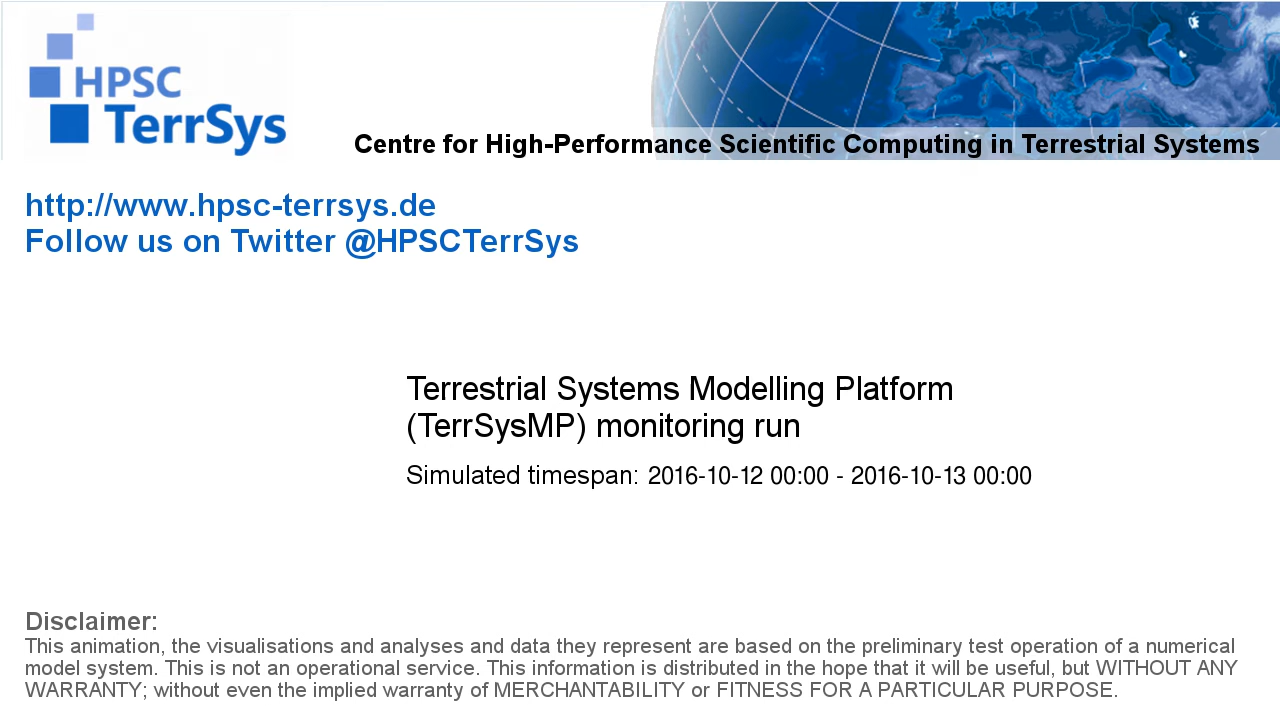 HPSC
TerrSys
Centre for High-Performance Scientific Computing in Terrestrial Systems
http://www.hpsc-terrsys.de
Follow us on Twitter @HPSCTerrSys
Terrestrial Systems Modelling Platform
(TerrSysMP) monitoring run
Simulated timespan: 2016-10-12 00:00 - 2016-10-13 00:00
Disclaimer:
This animation, the visualisations and analyses and data they represent are based on the preliminary test operation of a numerical
model system. This is not an operational service. This information is distributed in the hope that it will be useful, but WITHOUT ANY
WARRANTY; without even the implied warranty of MERCHANTABILITY or FITNESS FOR A PARTICULAR PURPOSE.